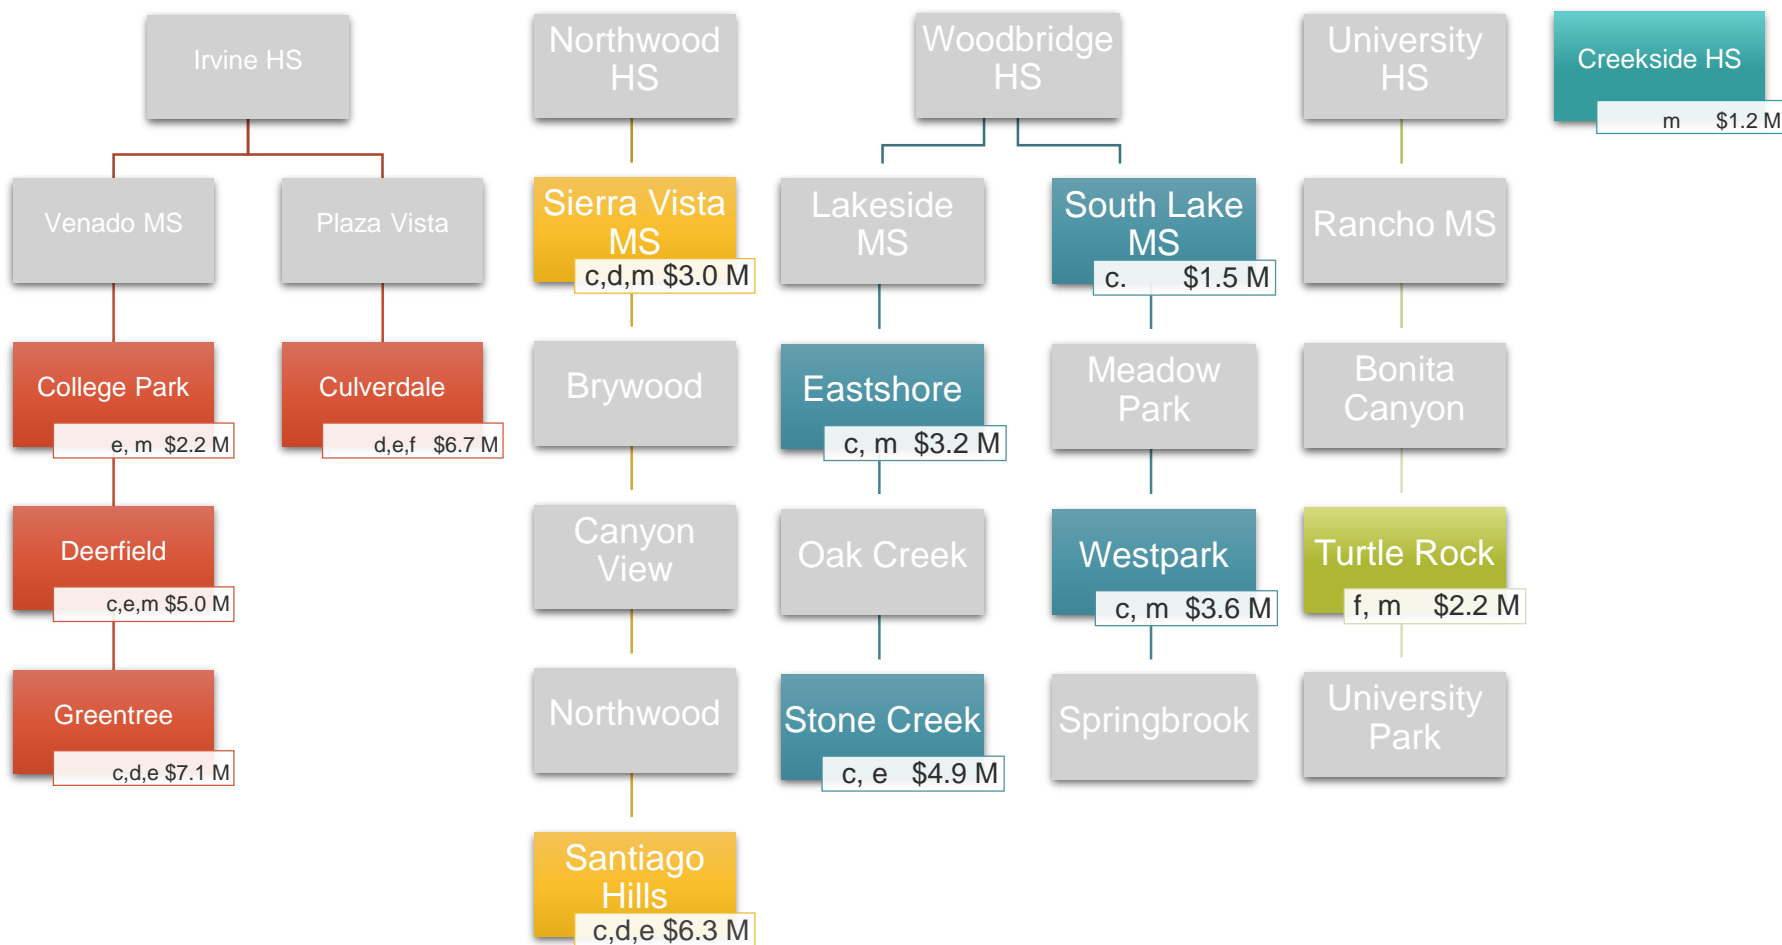 Irvine HS
Northwood
HS
Woodbridge
HS
University
HS
Creekside HS
m $1.2 M
Venado MS
Plaza Vista
Sierra Vista
MS
c,d,m $3.0 M
Lakeside
MS
South Lake
MS
c. $1.5 M
Rancho MS
College Park
e, m $2.2 M
Culverdale
d,e,f $6.7 M
Brywood
Eastshore
c, m $3.2 M
Meadow
Park
Bonita
Canyon
Deerfield
c,e,m $5.0 M
Canyon
View
Oak Creek
Westpark
c, m $3.6 M
Turtle Rock
f, m $2.2 M
Greentree
c,d,e $7.1 M
Northwood
Stone Creek
c, e $4.9 M
Springbrook
University
Park
Santiago
Hills
c,d,e $6.3 M